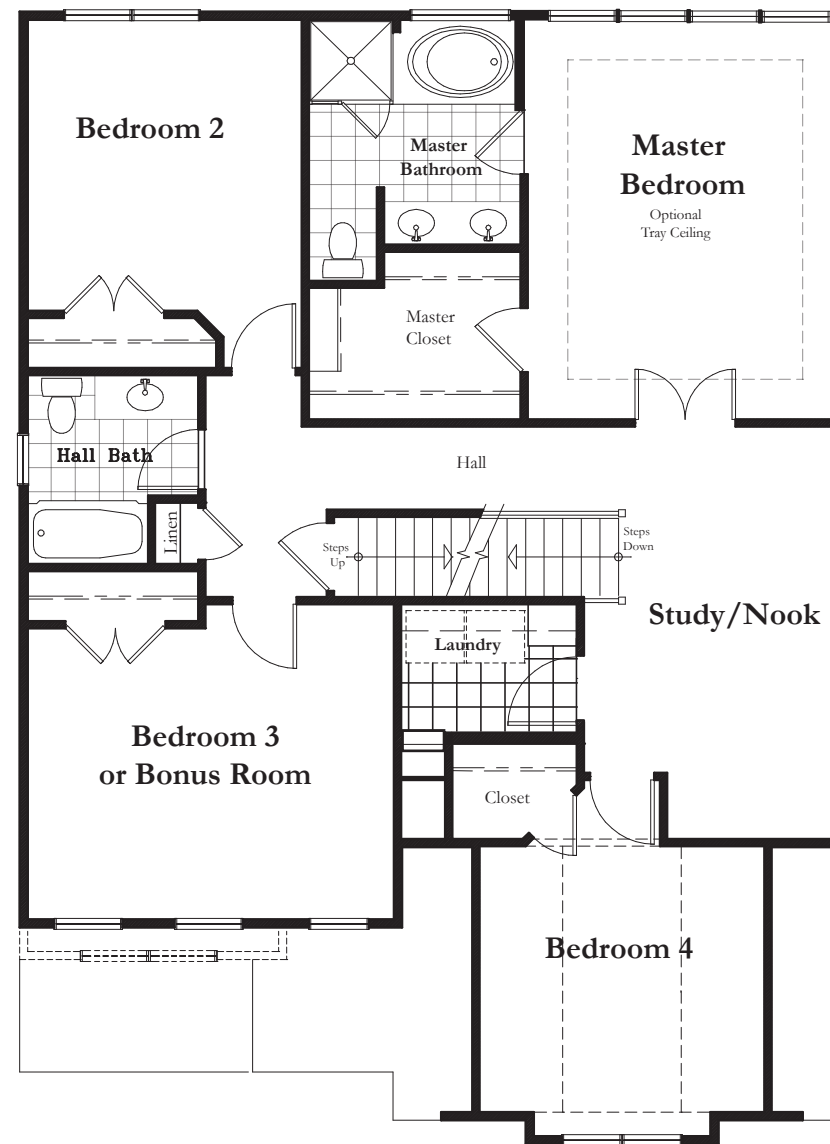 Bedroom 2
Master
Bathroom
Master
Bedroom
Optional
Tray Ceiling
Master
Closet
Hall Bath
Hall
Linen
Steps
Up
Steps
Down
Study/Nook
Laundry
Bedroom 3
or Bonus Room
Closet
Bedroom 4